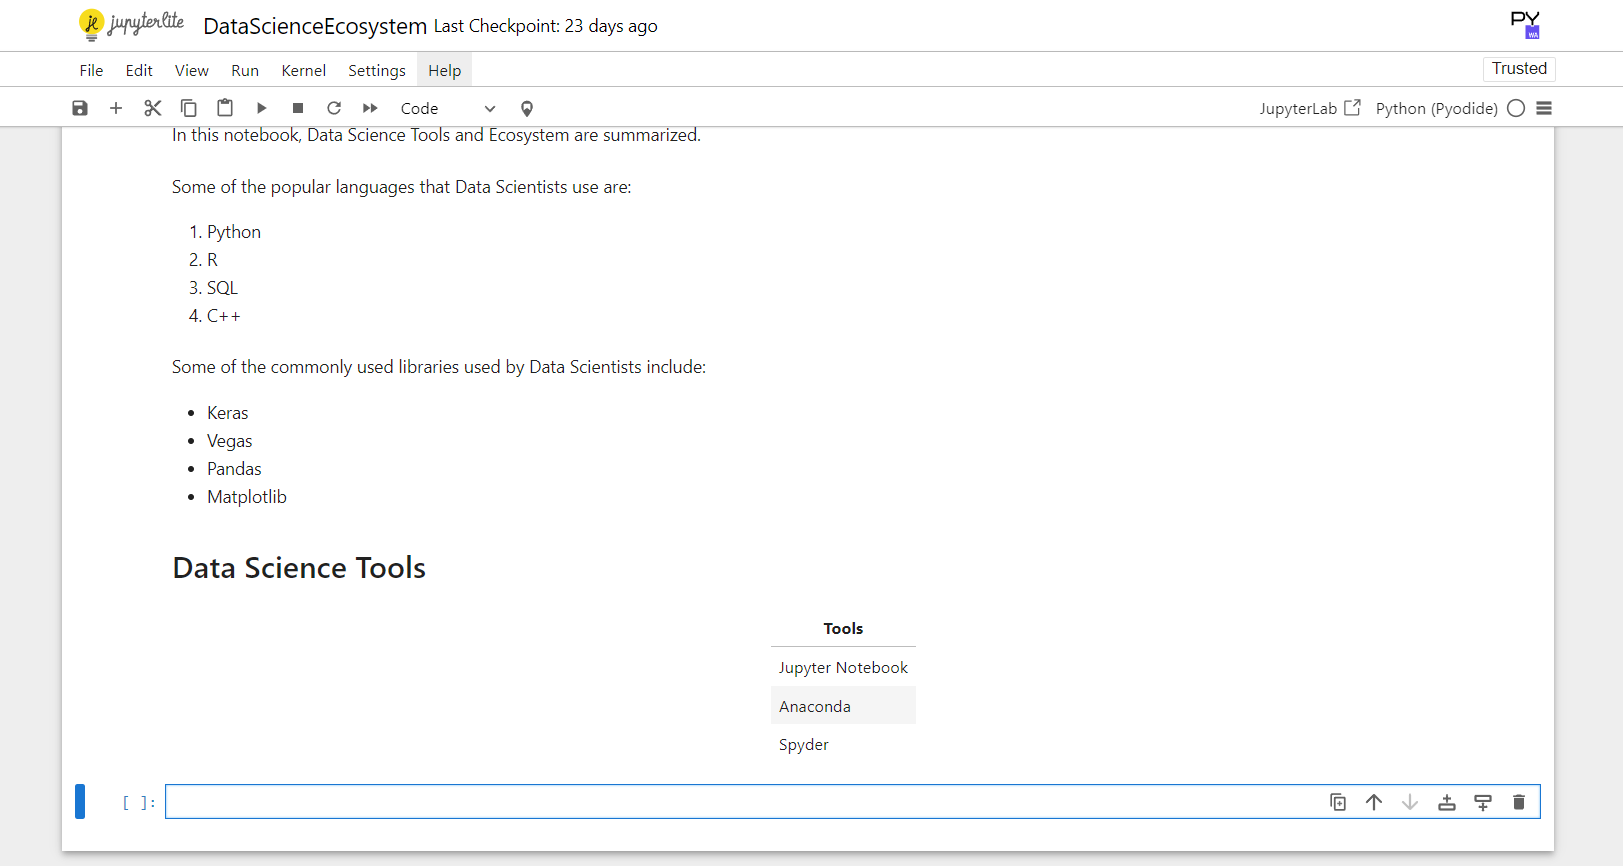 jupyterlite DataScienceEcosystem Last Checkpoint: 23 days ago PY WA
File Edit View Run Kernel Settings Help Trusted
Code JupyterLab Python (Pyodide)
In this notebook, Data Science Tools and Ecosystem are summarized.
Some of the popular languages that Data Scientists use are:
1. Python
2. R
3. SQL
4. C++
Some of the commonly used libraries used by Data Scientists include:
• Keras
• Vegas
• Pandas
• Matplotlib
Data Science Tools
Tools
Jupyter Notebook
Anaconda
Spyder
[ ]: